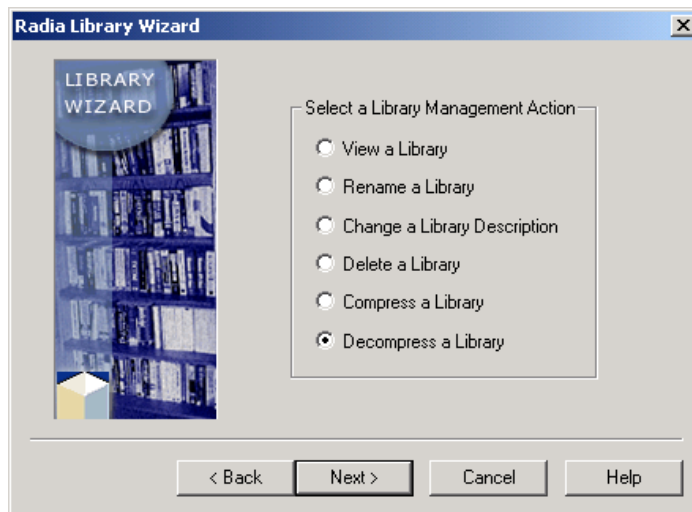 Radia Library Wizard
LIBRARY
WIZARD
Select a Library Management Action
View a Library
Rename a Library
Change a Library Description
Delete a Library
Compress a Library
Decompress a Library
< Back
Next >
Cancel
Help